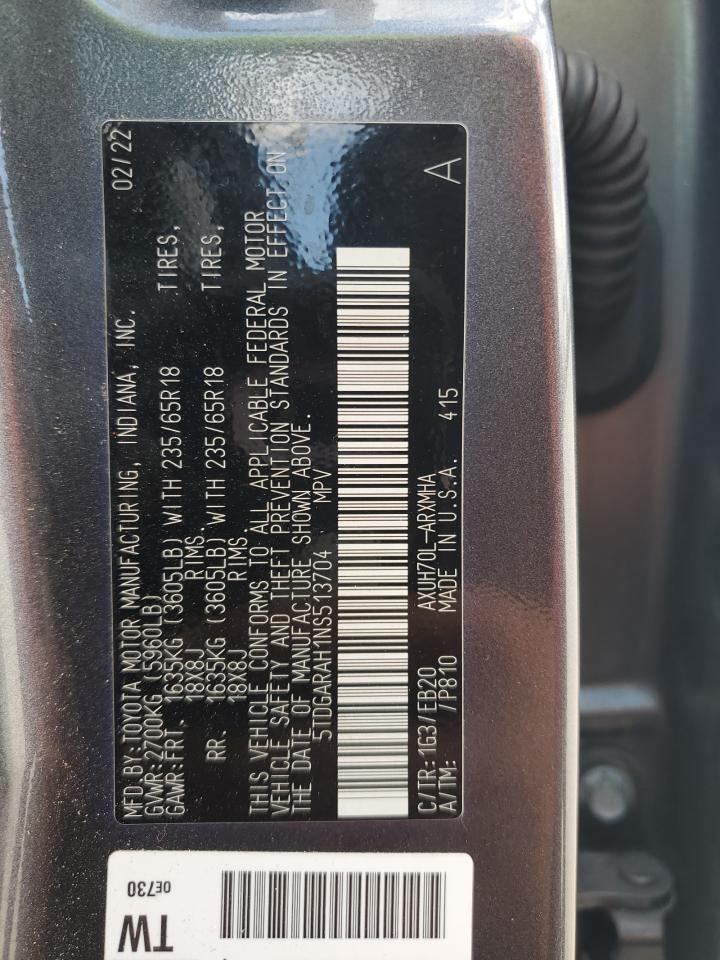 MFD BY:TOYOTA MOTOR MANUFACTURING, INDIANA, INC. 02/22
GVWR:2700KG (5960LB)
GAWR:FRT. 1635KG (3605LB) WITH 235/65R18 TIRES,
18X8J RIMS.
RR. 1635KG (3605LB) WITH 235/65R18 TIRES,
18X8J RIMS.
THIS VEHICLE CONFORMS TO ALL APPLICABLE FEDERAL MOTOR
VEHICLE SAFETY AND THEFT PREVENTION STANDARDS IN EFFECT ON
THE DATE OF MANUFACTURE SHOWN ABOVE.
5TDGARAH1NS513704 MPV
C/TR:1G3/EB20 AXUH70L-ARXMHA A
A/TM: /P810 MADE IN U.S.A. 415
TW
0E730